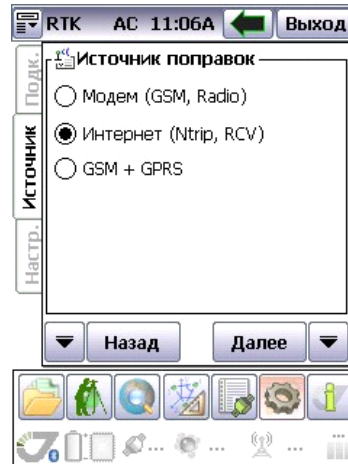 RTK AC 11:06A Выход
Подк.
Источник
Настр.
Источник поправок
Модем (GSM, Radio)
Интернет (Ntrip, RCV)
GSM + GPRS
Назад Далее
... ... ...